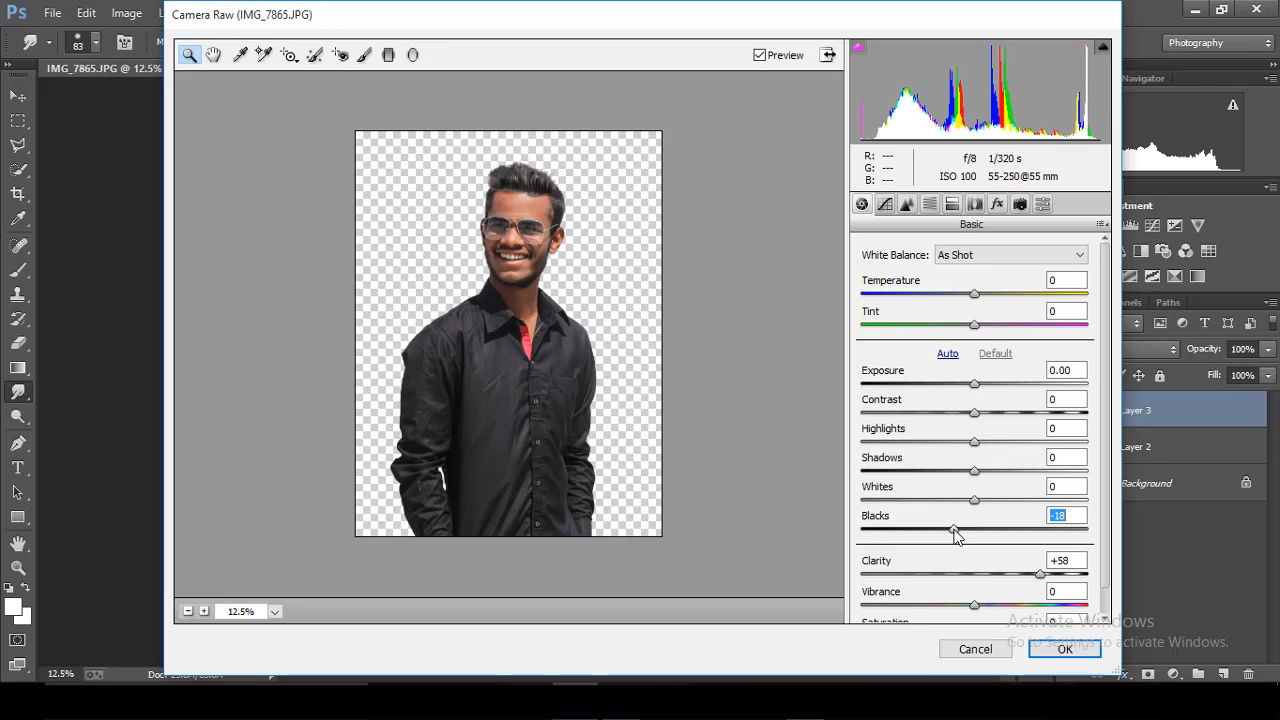 Ps File Edit Image
Camera Raw (IMG_7865.JPG)
83
Photography
IMG_7865.JPG @ 12.5%
Preview
Navigator
R: ---
G: ---
B: ---
f/8 1/320 s
ISO 100 55-250@55 mm
Basic
White Balance: As Shot
Temperature 0
Tint 0
Auto Default
Exposure 0.00
Contrast 0
Highlights 0
Shadows 0
Whites 0
Blacks -18
Clarity +58
Vibrance 0
Paths
Opacity: 100%
Fill: 100%
Layer 3
Layer 2
Background
Activate Windows
Go to Settings to activate Windows.
12.5%
Cancel OK
12.5%